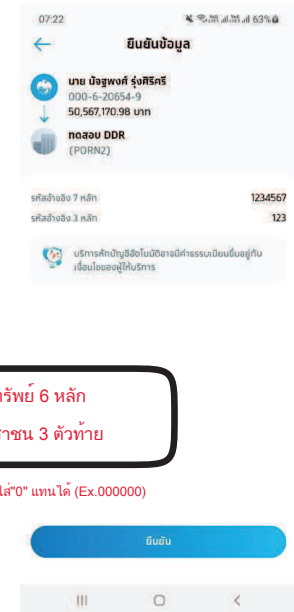 07:22 63%
ยืนยันข้อมูล
นาย นัจฐพงศ์ รุ่งศิริศรี
000-6-20654-9
50,567,170.98 บาท
ทดสอบ DDR
(PORN2)
รหัสอ้างอิง 7 หลัก 1234567
รหัสอ้างอิง 3 หลัก 123
บริการหักบัญชีอัตโนมัติอาจมีค่าธรรมเนียมขึ้นอยู่กับ
เงื่อนไขของผู้ให้บริการ
ทรัพย์ 6 หลัก
าชน 3 ตัวท้าย
ใส่"0" แทนได้ (Ex.000000)
ยืนยัน